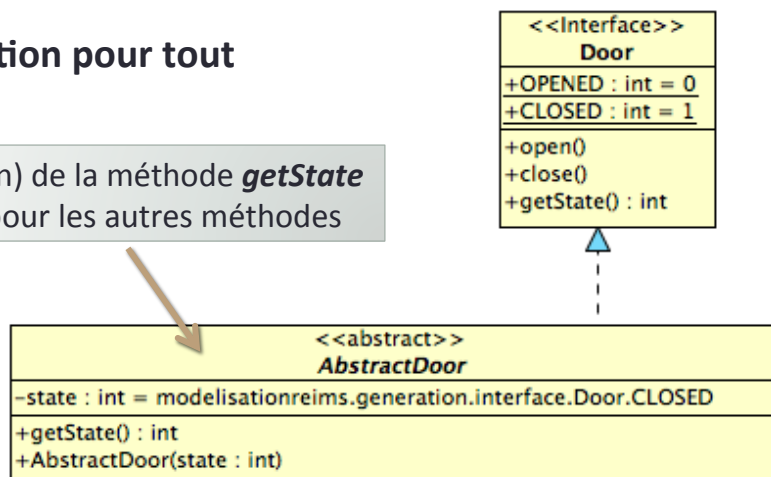 tion pour tout
n) de la méthode getState
pour les autres méthodes
<<Interface>>
Door
+OPENED : int = 0
+CLOSED : int = 1
+open()
+close()
+getState() : int
<<abstract>>
AbstractDoor
-state : int = modelisationreims.generation.interface.Door.CLOSED
+getState() : int
+AbstractDoor(state : int)